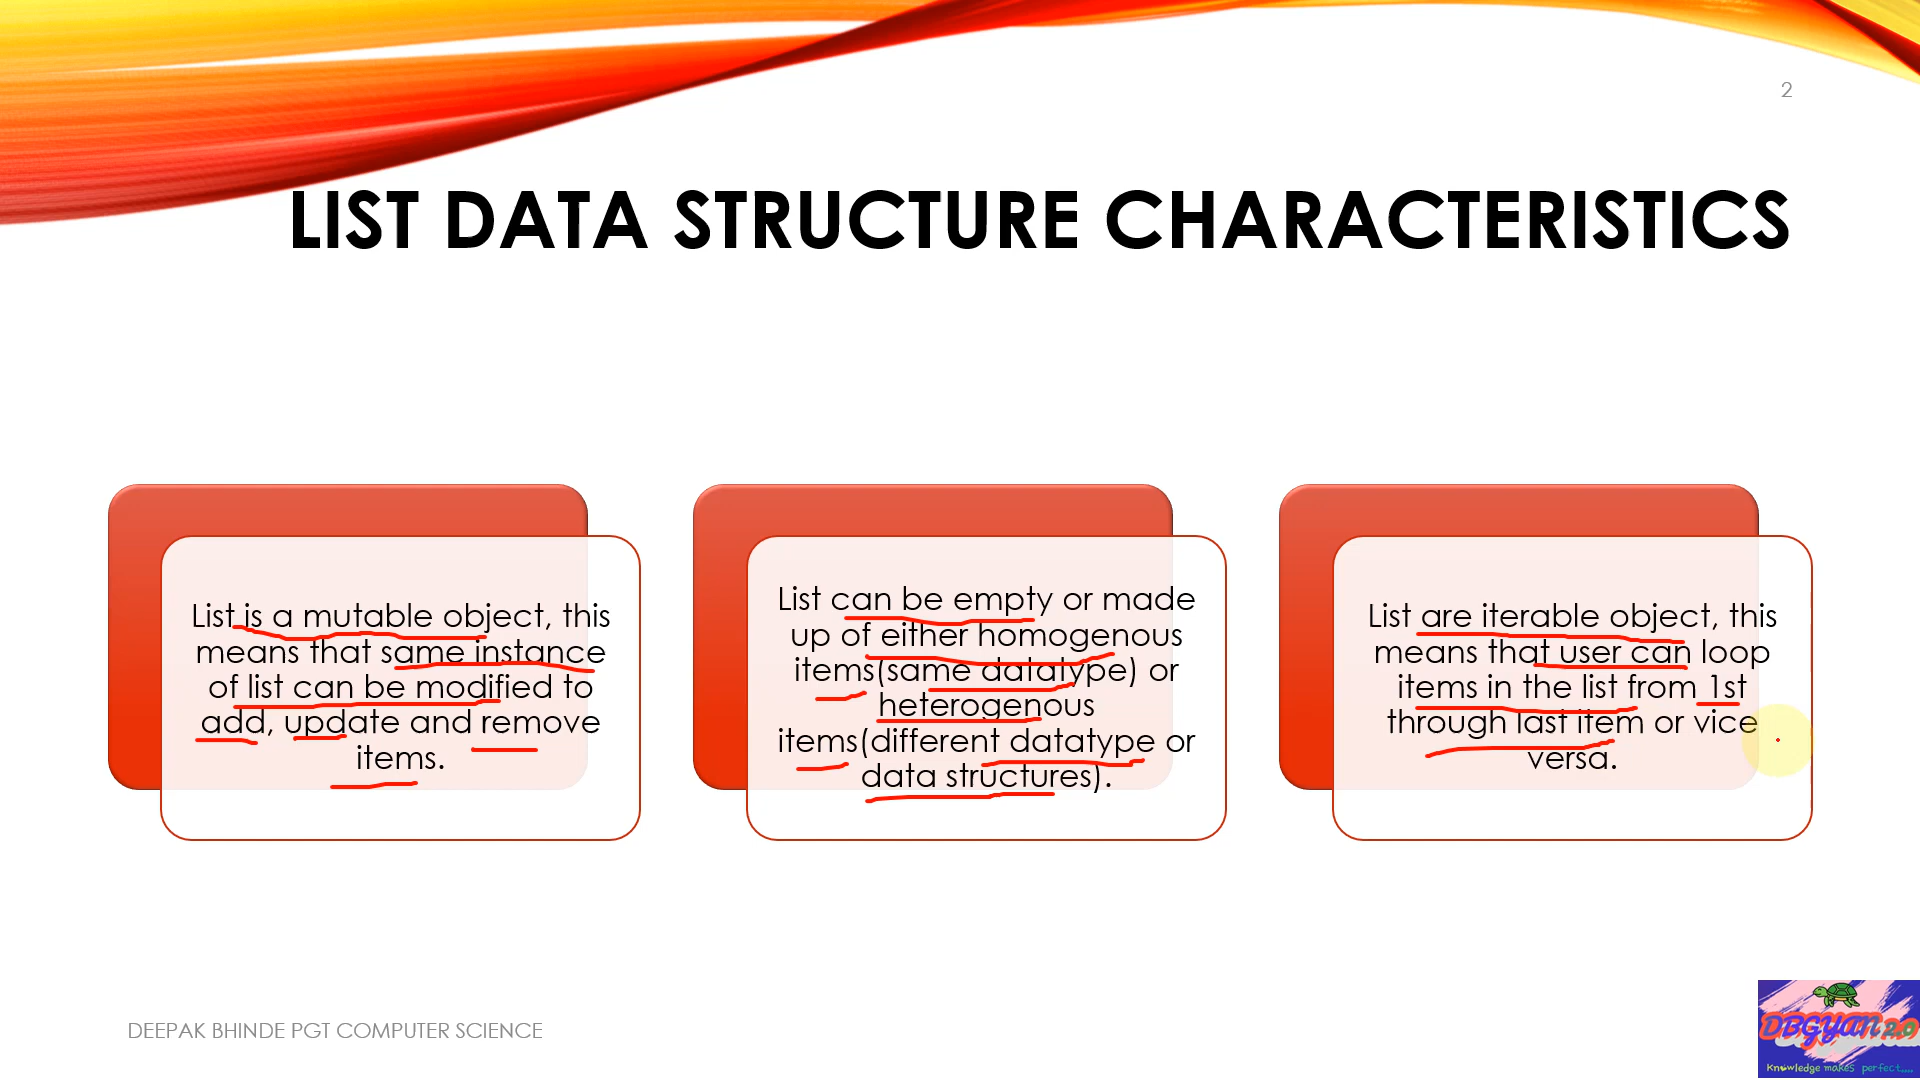 2
LIST DATA STRUCTURE CHARACTERISTICS
List is a mutable object, this
means that same instance
of list can be modified to
add, update and remove
items.
List can be empty or made
up of either homogenous
items(same datatype) or
heterogenous
items(different datatype or
data structures).
List are iterable object, this
means that user can loop
items in the list from 1st
through last item or vice
versa.
DEEPAK BHINDE PGT COMPUTER SCIENCE
DBGYAN 2.0
Knowledge makes perfect....